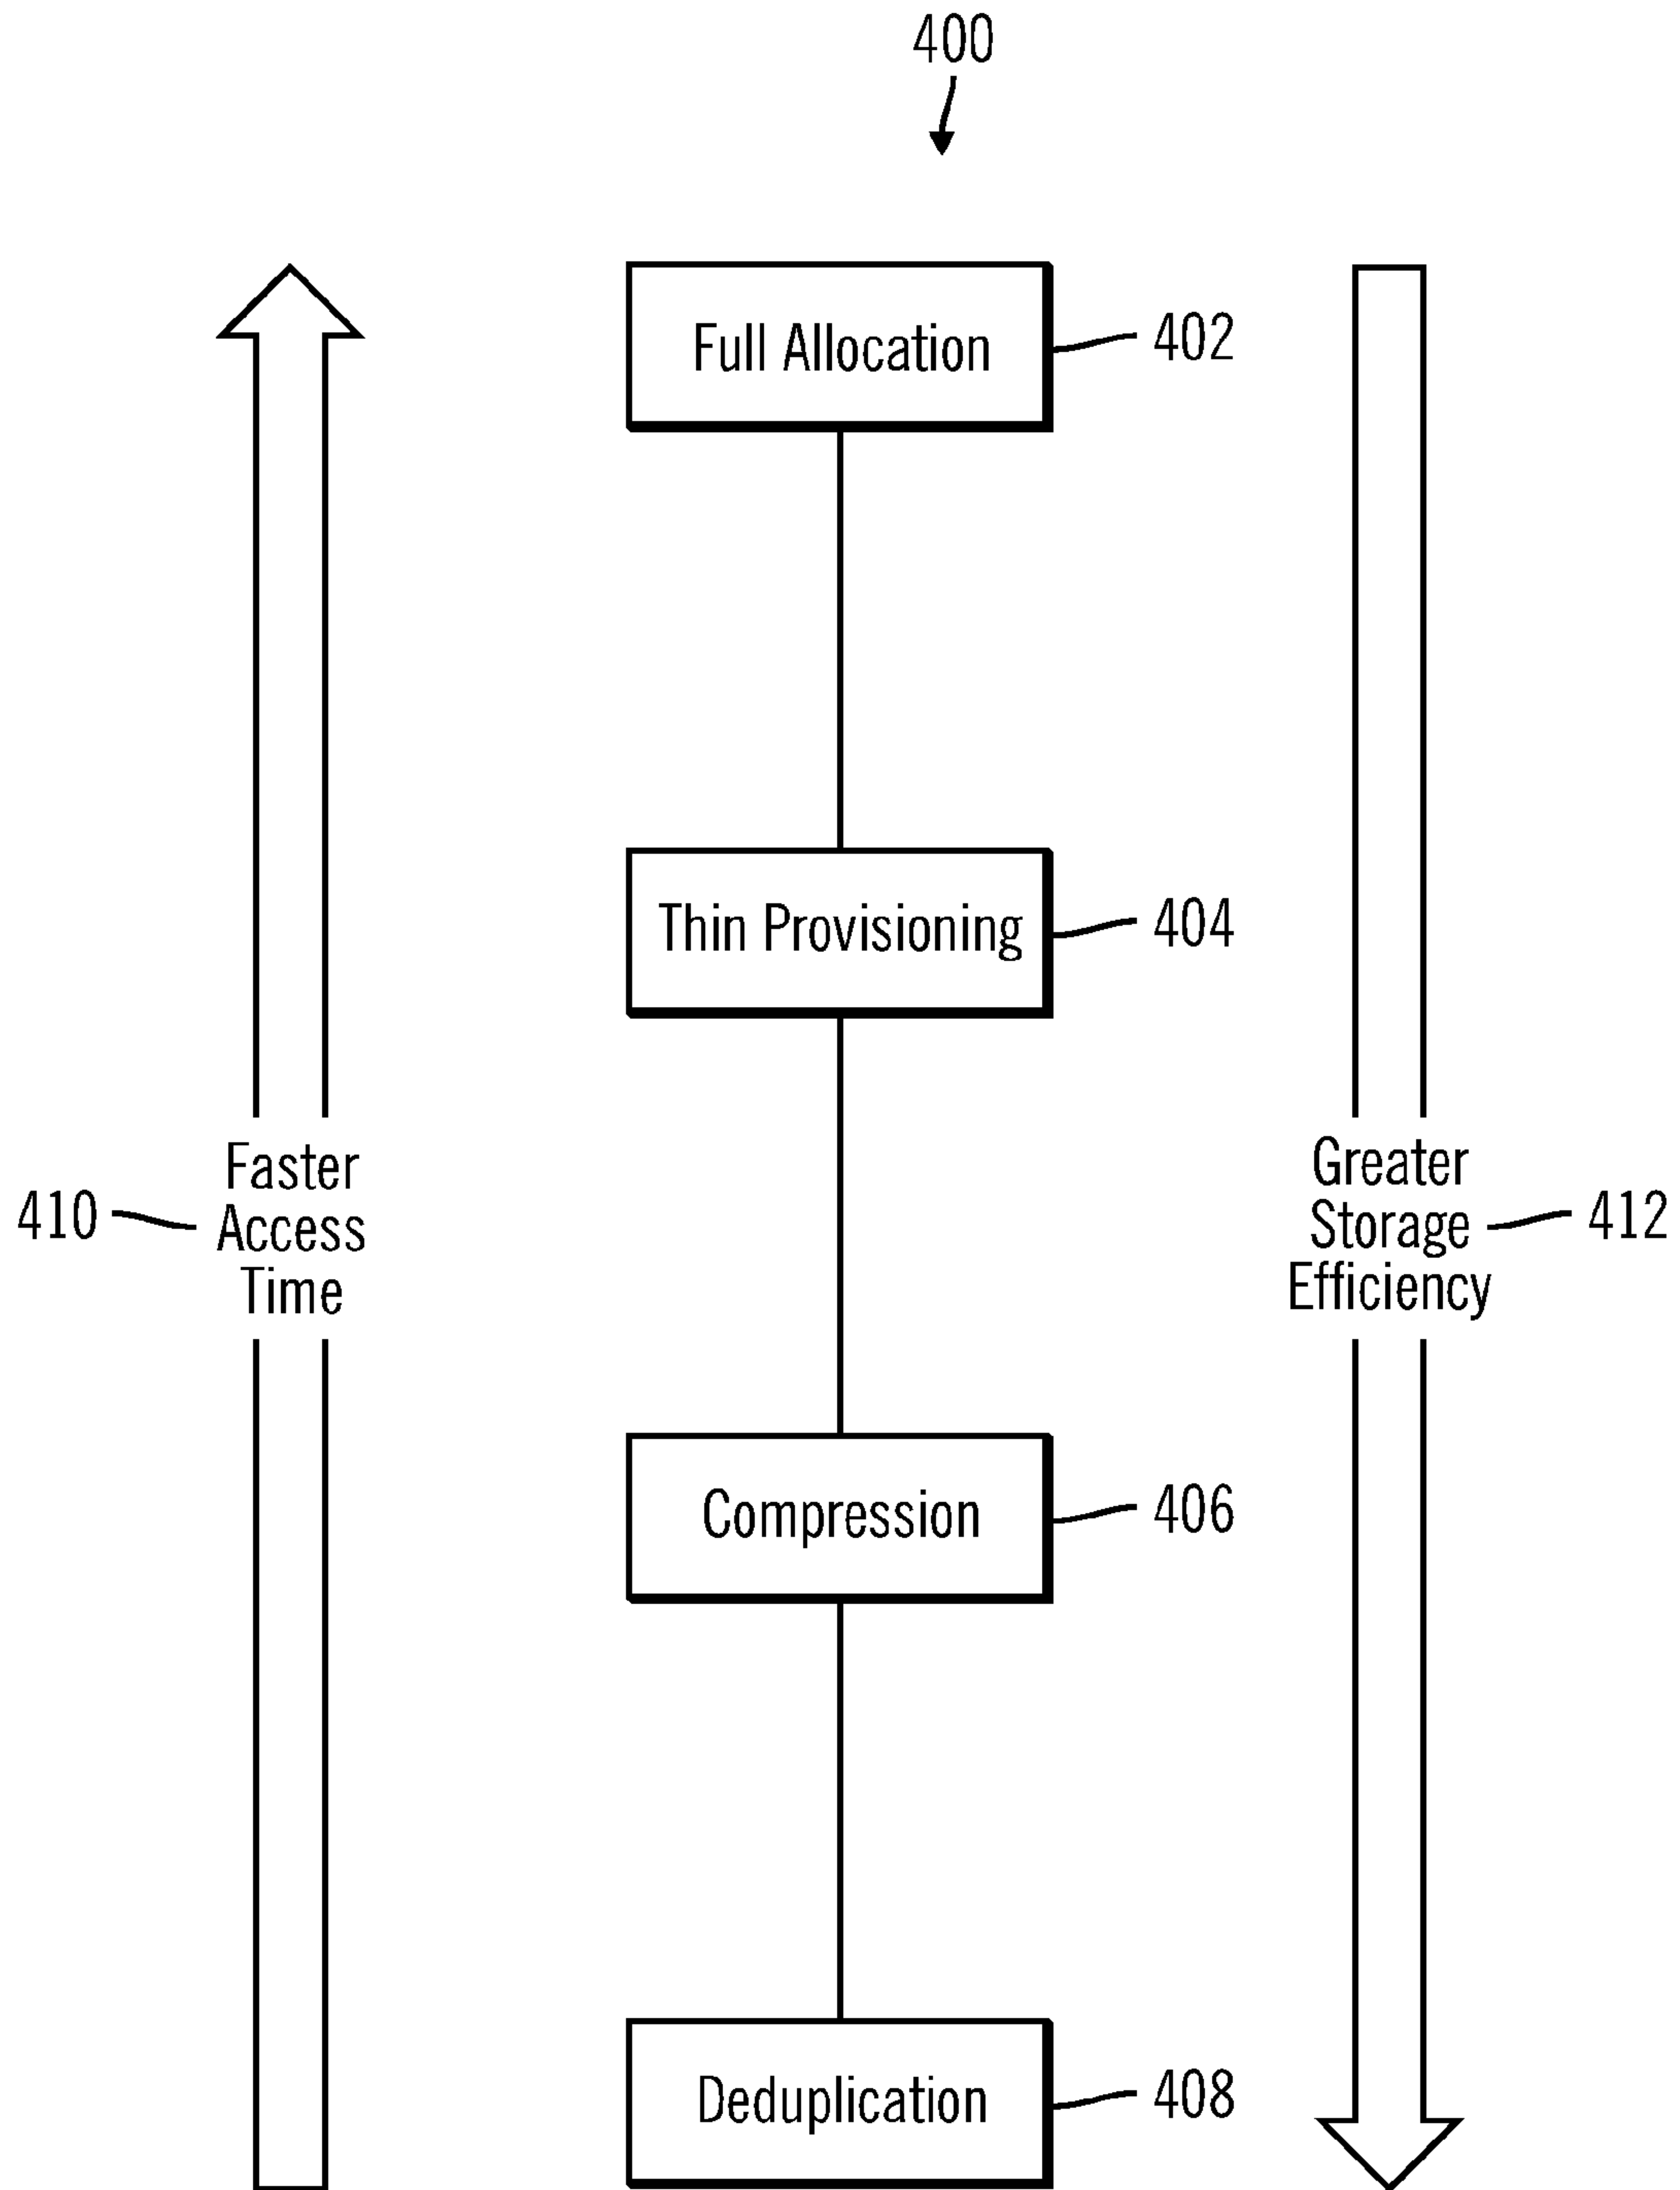 400
Full Allocation
402
Thin Provisioning
404
Faster
Access
Time
410
Greater
Storage
Efficiency
412
Compression
406
Deduplication
408